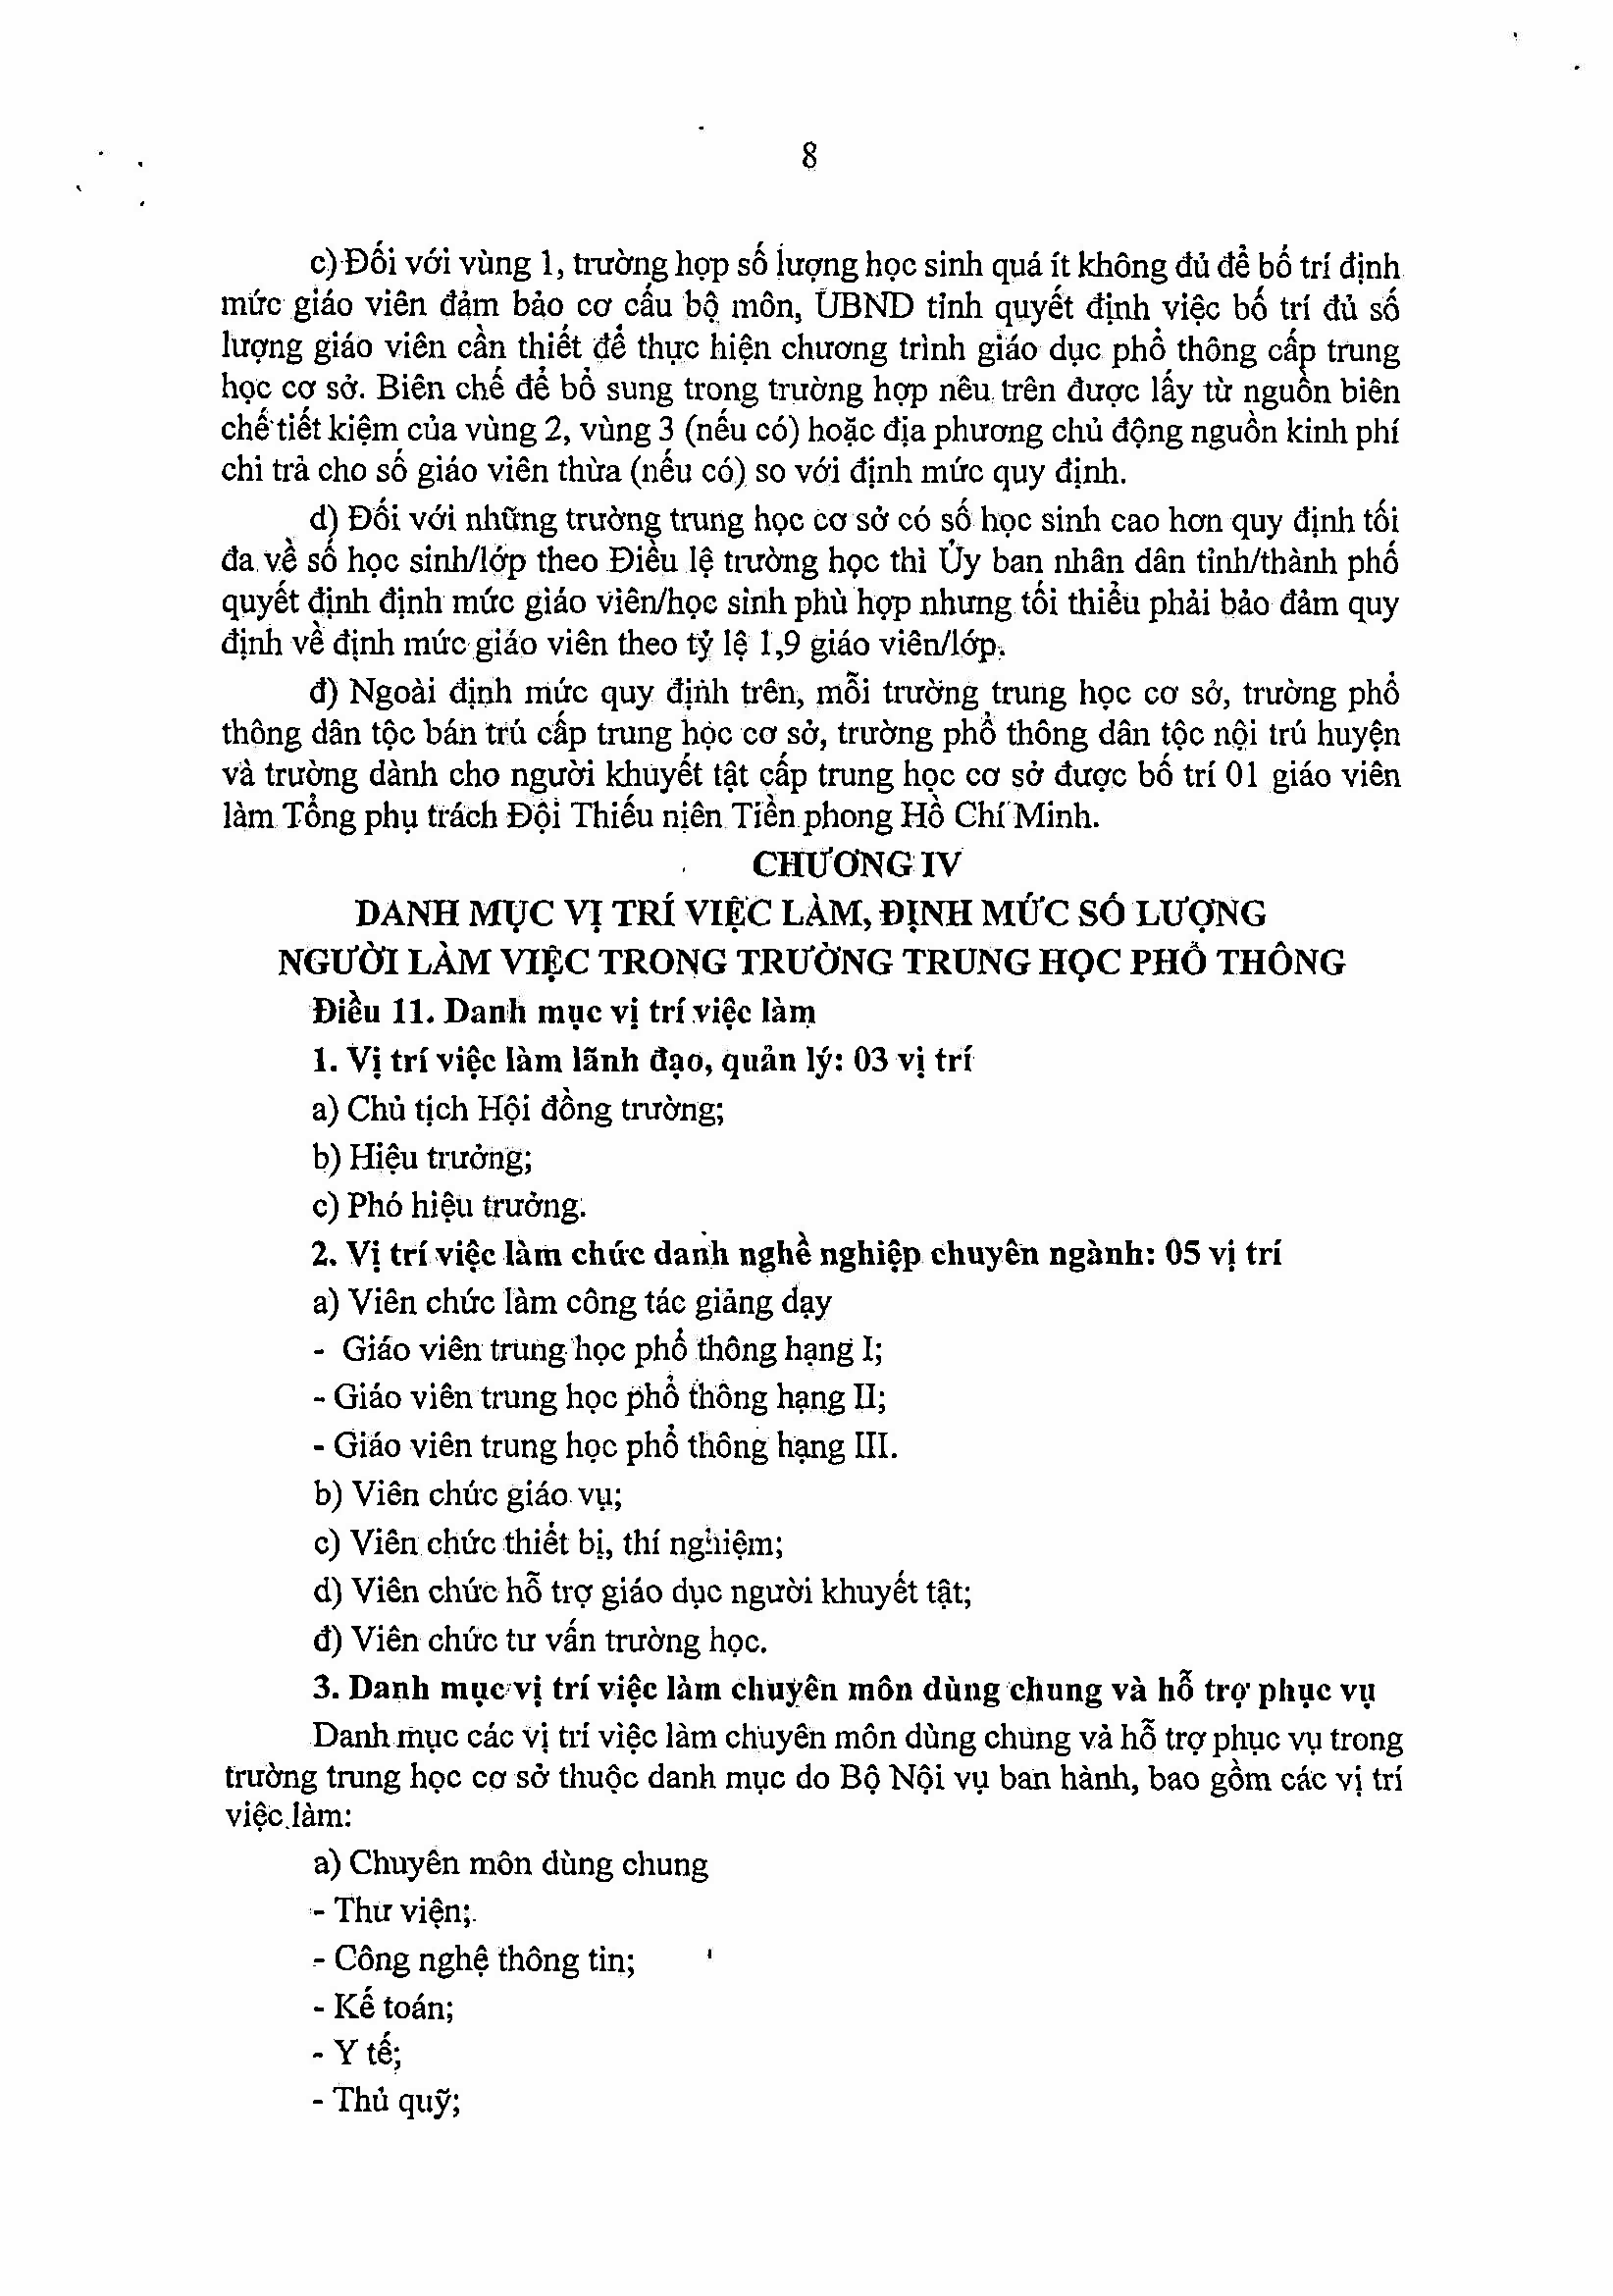 8
c) Đối với vùng 1, trường hợp số lượng học sinh quá ít không đủ để bố trí định
mức giáo viên đảm bảo cơ cấu bộ môn, UBND tỉnh quyết định việc bố trí đủ số
lượng giáo viên cần thiết để thực hiện chương trình giáo dục phổ thông cấp trung
học cơ sở. Biên chế để bổ sung trong trường hợp nêu trên được lấy từ nguồn biên
chế tiết kiệm của vùng 2, vùng 3 (nếu có) hoặc địa phương chủ động nguồn kinh phí
chi trả cho số giáo viên thừa (nếu có) so với định mức quy định.
d) Đối với những trường trung học cơ sở có số học sinh cao hơn quy định tối
đa về số học sinh/lớp theo Điều lệ trường học thì Ủy ban nhân dân tỉnh/thành phố
quyết định định mức giáo viên/học sinh phù hợp nhưng tối thiểu phải bảo đảm quy
định về định mức giáo viên theo tỷ lệ 1,9 giáo viên/lớp.
đ) Ngoài định mức quy định trên, mỗi trường trung học cơ sở, trường phổ
thông dân tộc bán trú cấp trung học cơ sở, trường phổ thông dân tộc nội trú huyện
và trường dành cho người khuyết tật cấp trung học cơ sở được bố trí 01 giáo viên
làm Tổng phụ trách Đội Thiếu niên Tiền phong Hồ Chí Minh.
CHƯƠNG IV
DANH MỤC VỊ TRÍ VIỆC LÀM, ĐỊNH MỨC SỐ LƯỢNG
NGƯỜI LÀM VIỆC TRONG TRƯỜNG TRUNG HỌC PHỔ THÔNG
Điều 11. Danh mục vị trí việc làm
1. Vị trí việc làm lãnh đạo, quản lý: 03 vị trí
a) Chủ tịch Hội đồng trường;
b) Hiệu trưởng;
c) Phó hiệu trưởng.
2. Vị trí việc làm chức danh nghề nghiệp chuyên ngành: 05 vị trí
a) Viên chức làm công tác giảng dạy
- Giáo viên trung học phổ thông hạng I;
- Giáo viên trung học phổ thông hạng II;
- Giáo viên trung học phổ thông hạng III.
b) Viên chức giáo vụ;
c) Viên chức thiết bị, thí nghiệm;
d) Viên chức hỗ trợ giáo dục người khuyết tật;
đ) Viên chức tư vấn trường học.
3. Danh mục vị trí việc làm chuyên môn dùng chung và hỗ trợ phục vụ
Danh mục các vị trí việc làm chuyên môn dùng chung và hỗ trợ phục vụ trong
trường trung học cơ sở thuộc danh mục do Bộ Nội vụ ban hành, bao gồm các vị trí
việc làm:
a) Chuyên môn dùng chung
- Thư viện;
- Công nghệ thông tin;
- Kế toán;
- Y tế;
- Thủ quỹ;